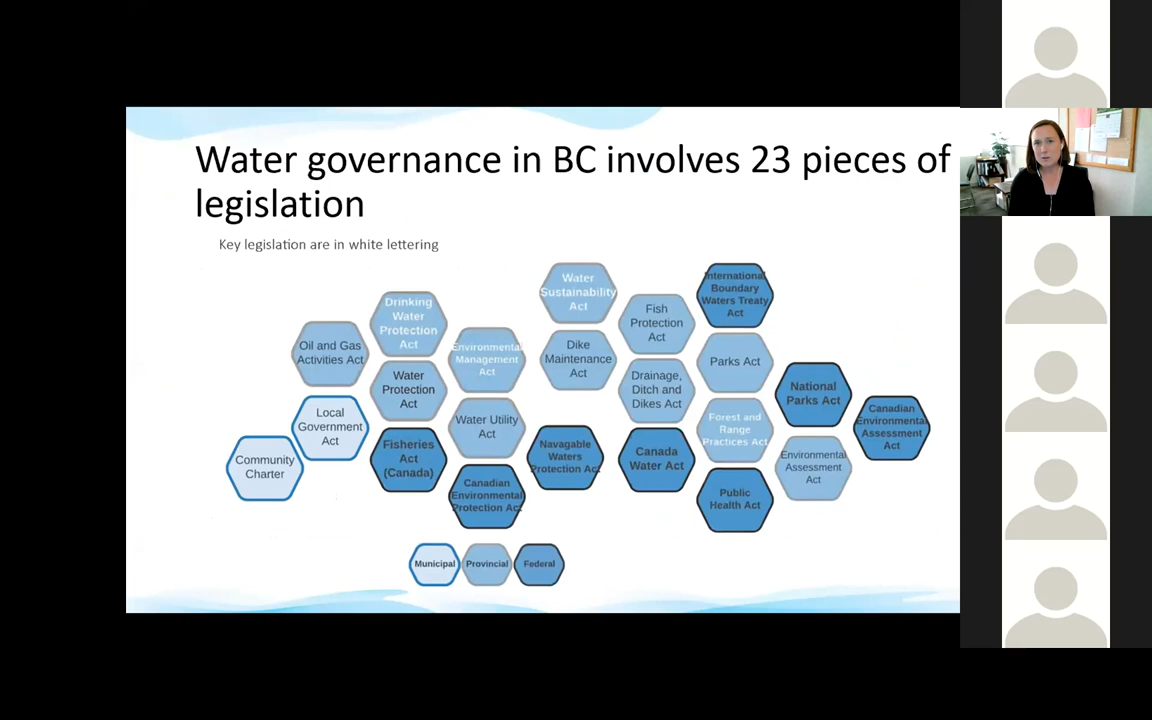 Water governance in BC involves 23 pieces of
legislation
Key legislation are in white lettering
Water
Sustainability
Act
International
Boundary
Waters Treaty
Act
Drinking
Water
Protection
Act
Fish
Protection
Act
Oil and Gas
Activities Act
Environmental
Management
Act
Dike
Maintenance
Act
Parks Act
Water
Protection
Act
Drainage,
Ditch and
Dikes Act
National
Parks Act
Local
Government
Act
Water Utility
Act
Forest and
Range
Practices Act
Canadian
Environmental
Assessment
Act
Community
Charter
Fisheries
Act
(Canada)
Navagable
Waters
Protection Act
Canada
Water Act
Environmental
Assessment
Act
Canadian
Environmental
Protection Act
Public
Health Act
Municipal
Provincial
Federal